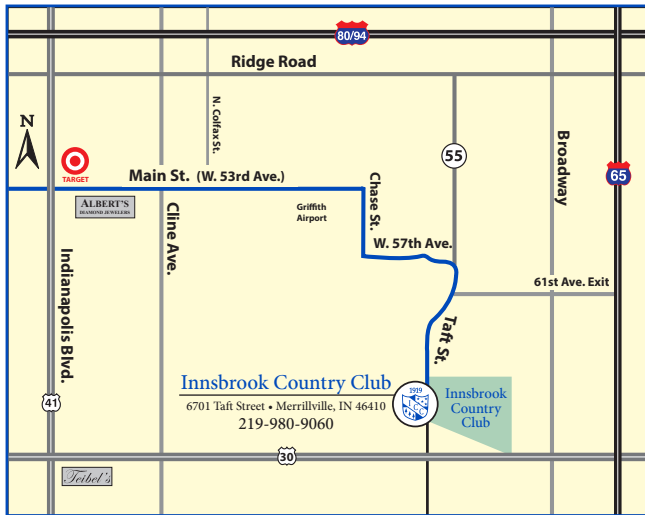 80/94
Ridge Road
N
N. Colfax St.
55
Broadway
65
TARGET
Main St. (W. 53rd Ave.)
ALBERT'S
DIAMOND JEWELERS
Cline Ave.
Griffith
Airport
Chase St.
W. 57th Ave.
Indianapolis Blvd.
61st Ave. Exit
Taft St.
Innsbrook Country Club
6701 Taft Street • Merrillville, IN 46410
219-980-9060
1919
I C C
Innsbrook
Country
Club
41
30
Teibel's